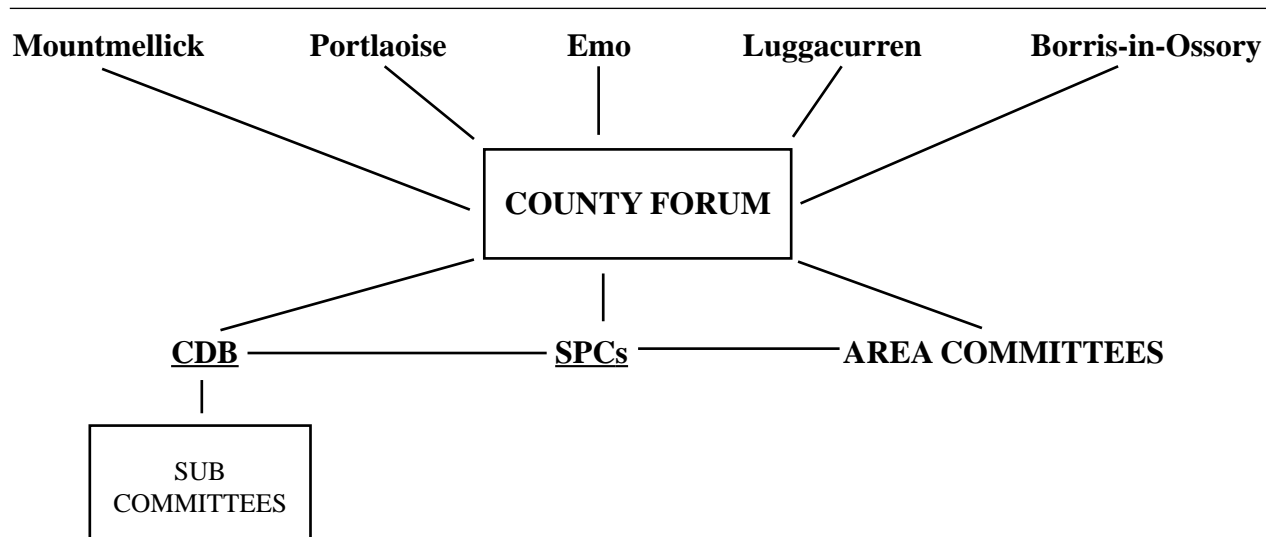 Mountmellick Portlaoise Emo Luggacurren Borris-in-Ossory
COUNTY FORUM
CDB SPCs AREA COMMITTEES
SUB
COMMITTEES